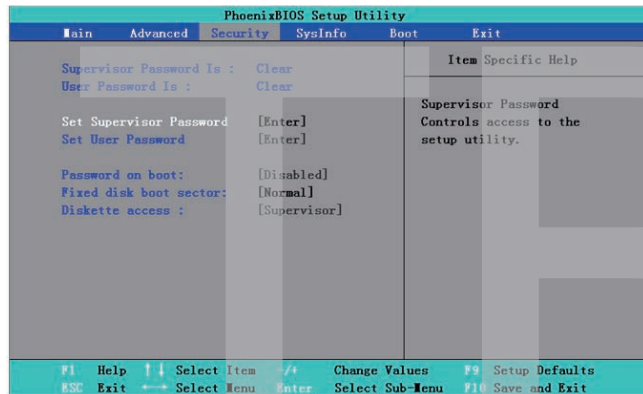 PhoenixBIOS Setup Utility
Main Advanced Security SysInfo Boot Exit
Supervisor Password Is : Clear
User Password Is : Clear
Set Supervisor Password [Enter]
Set User Password [Enter]
Password on boot: [Disabled]
Fixed disk boot sector: [Normal]
Diskette access : [Supervisor]
Item Specific Help
Supervisor Password
Controls access to the
setup utility.
F1 Help ↑↓ Select Item -/+ Change Values F9 Setup Defaults
ESC Exit ←→ Select Menu Enter Select Sub-Menu F10 Save and Exit